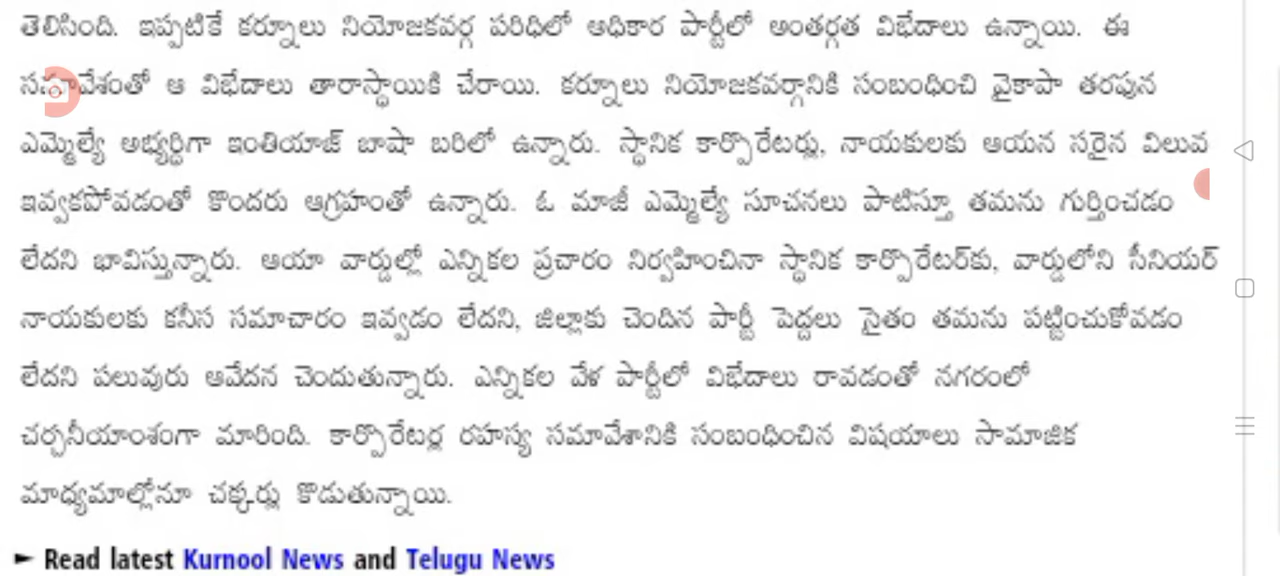 తెలిసింది. ఇప్పటికే కర్నూలు నియోజకవర్గ పరిధిలో అధికార పార్టీలో అంతర్గత విభేదాలు ఉన్నాయి. ఈ
సమావేశంతో ఆ విభేదాలు తారాస్థాయికి చేరాయి. కర్నూలు నియోజకవర్గానికి సంబంధించి వైకాపా తరఫున
ఎమ్మెల్యే అభ్యర్థిగా ఇంతియాజ్ బాషా బరిలో ఉన్నారు. స్థానిక కార్పొరేటర్లు, నాయకులకు ఆయన సరైన విలువ
ఇవ్వకపోవడంతో కొందరు ఆగ్రహంతో ఉన్నారు. ఓ మాజీ ఎమ్మెల్యే సూచనలు పాటిస్తూ తమను గుర్తించడం
లేదని భావిస్తున్నారు. ఆయా వార్డుల్లో ఎన్నికల ప్రచారం నిర్వహించినా స్థానిక కార్పొరేటర్‌కు, వార్డులోని సీనియర్
నాయకులకు కనీస సమాచారం ఇవ్వడం లేదని, జిల్లాకు చెందిన పార్టీ పెద్దలు సైతం తమను పట్టించుకోవడం
లేదని పలువురు ఆవేదన చెందుతున్నారు. ఎన్నికల వేళ పార్టీలో విభేదాలు రావడంతో నగరంలో
చర్చనీయాంశంగా మారింది. కార్పొరేటర్ల రహస్య సమావేశానికి సంబంధించిన విషయాలు సామాజిక
మాధ్యమాల్లోనూ చక్కర్లు కొడుతున్నాయి.
► Read latest Kurnool News and Telugu News